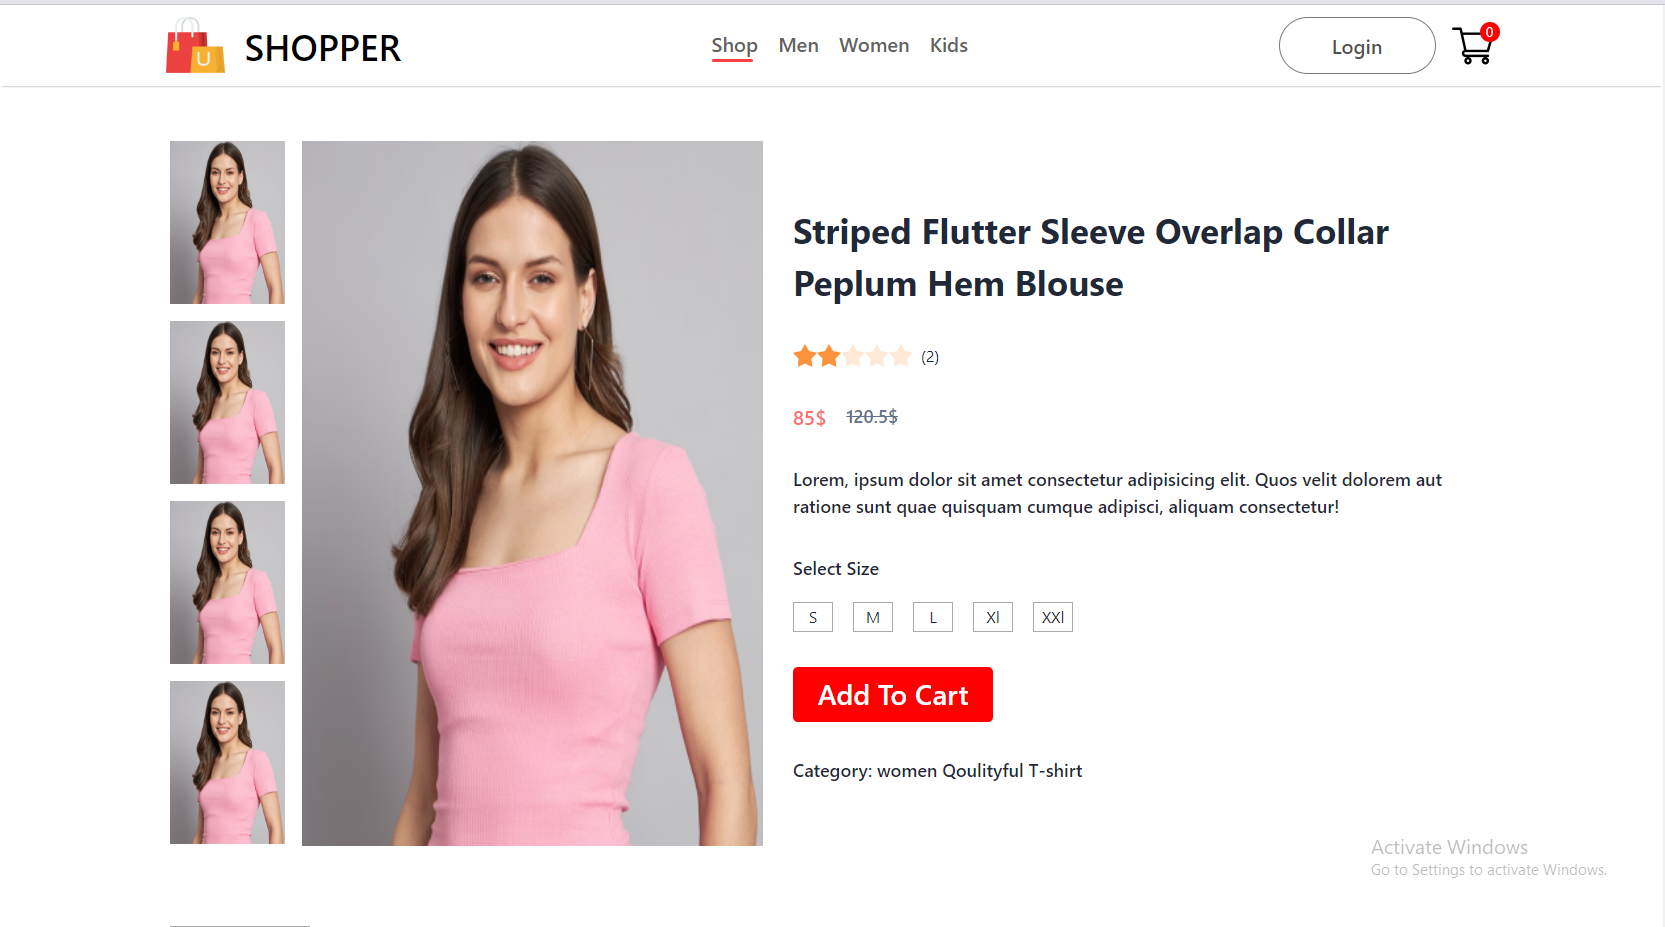 SHOPPER
Shop Men Women Kids
Login
0
U
Striped Flutter Sleeve Overlap Collar
Peplum Hem Blouse
(2)
85$ 120.5$
Lorem, ipsum dolor sit amet consectetur adipisicing elit. Quos velit dolorem aut
ratione sunt quae quisquam cumque adipisci, aliquam consectetur!
Select Size
S M L Xl XXl
Add To Cart
Category: women Qoulityful T-shirt
Activate Windows
Go to Settings to activate Windows.